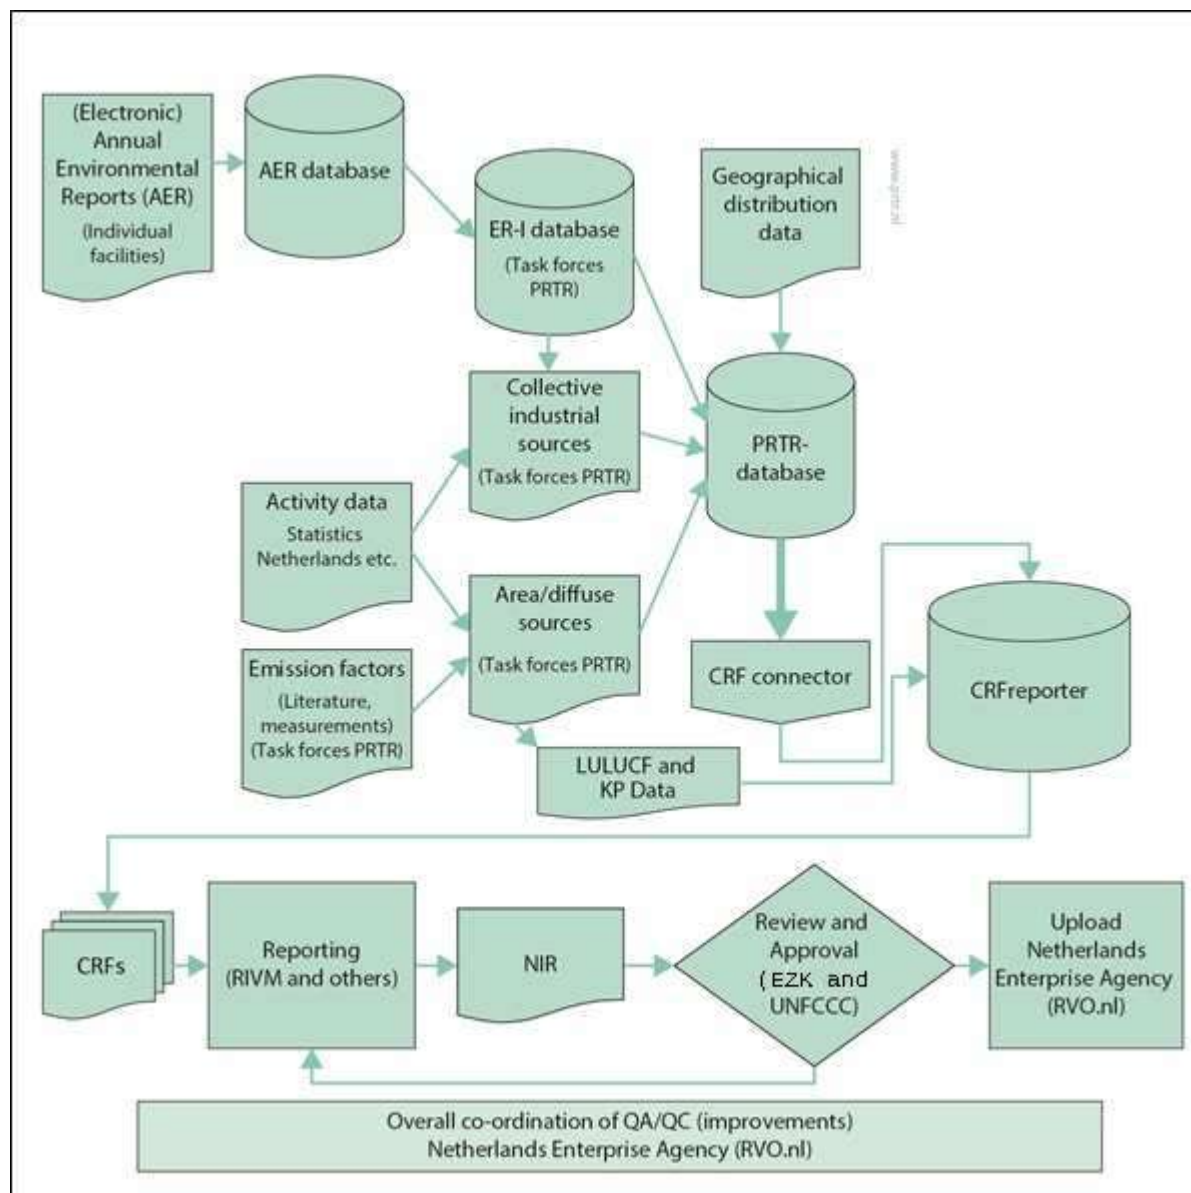 (Electronic)
Annual
Environmental
Reports (AER)
(Individual
facilities)
AER database
ER-I database
(Task forces
PRTR)
Geographical
distribution
data
www.prtr.nl
Collective
industrial
sources
(Task forces PRTR)
PRTR-
database
Activity data
Statistics
Netherlands etc.
Area/diffuse
sources
(Task forces PRTR)
Emission factors
(Literature,
measurements)
(Task forces PRTR)
CRF connector
CRFreporter
LULUCF and
KP Data
CRFs
Reporting
(RIVM and others)
NIR
Review and
Approval
(EZK and
UNFCCC)
Upload
Netherlands
Enterprise Agency
(RVO.nl)
Overall co-ordination of QA/QC (improvements)
Netherlands Enterprise Agency (RVO.nl)